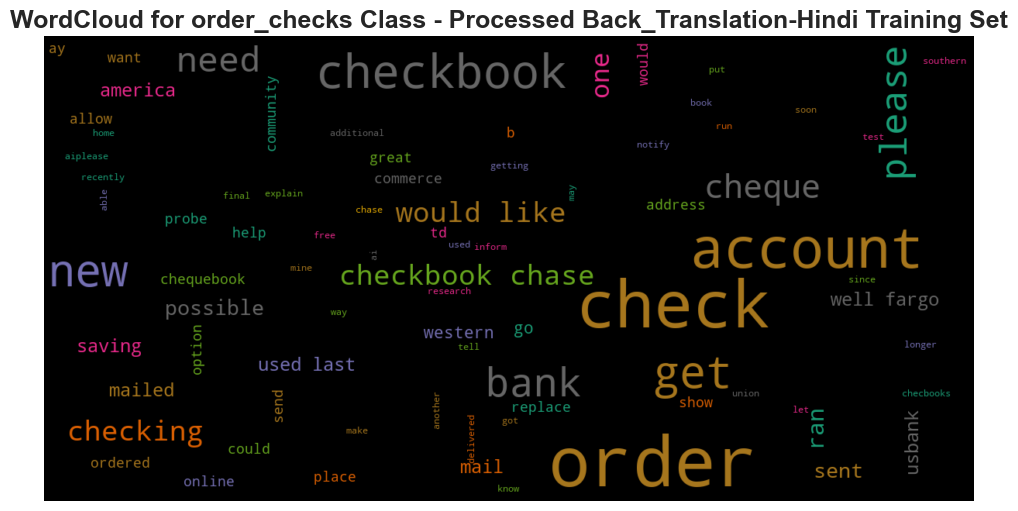 WordCloud for order_checks Class - Processed Back_Translation-Hindi Training Set
ay
want
need
checkbook
one
would
put
please
southern
america
community
book
allow
home
additional
b
run
soon
test
aiplease
great
getting
notify
recently
commerce
cheque
able
final
explain
may
address
probe
chase
would like
help
free
td
used
inform
account
new
chequebook
mine
ai
checkbook chase
since
research
check
possible
way
well fargo
saving
option
western
go
tell
longer
used last
get
mailed
bank
show
union
checbooks
send
another
replace
let
checking
make
got
ran
usbank
could
delivered
order
ordered
place
mail
sent
online
know